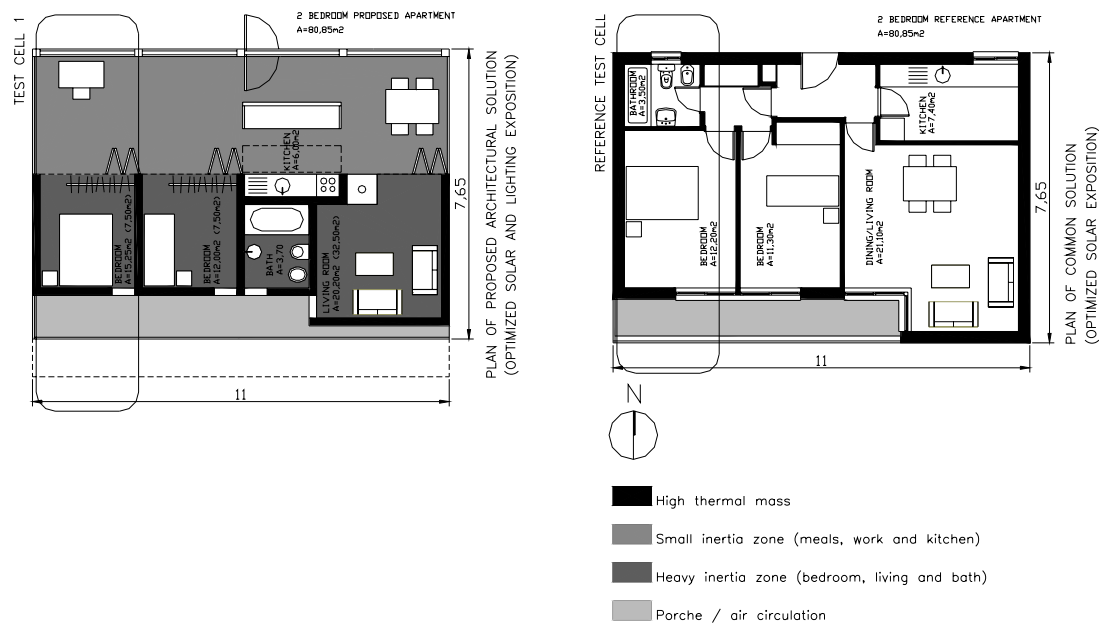 TEST CELL 1
2 BEDROOM PROPOSED APARTMENT
A=80,85m2
KITCHEN
A=6,00m2
BEDROOM
A=15,25m2 (7,50m2)
BEDROOM
A=12,00m2 (7,50m2)
BATH
A=3,70
LIVING ROOM
A=20,20m2 (32,50m2)
7,65
11
PLAN OF PROPOSED ARCHITECTURAL SOLUTION
(OPTIMIZED SOLAR AND LIGHTING EXPOSITION)
REFERENCE TEST CELL
2 BEDROOM REFERENCE APARTMENT
A=80,85m2
BATHROOM
A=3,50m2
KITCHEN
A=7,40m2
BEDROOM
A=12,20m2
BEDROOM
A=11,30m2
DINING/LIVING ROOM
A=21,10m2
7,65
11
PLAN OF COMMON SOLUTION
(OPTIMIZED SOLAR EXPOSITION)
N
High thermal mass
Small inertia zone (meals, work and kitchen)
Heavy inertia zone (bedroom, living and bath)
Porche / air circulation